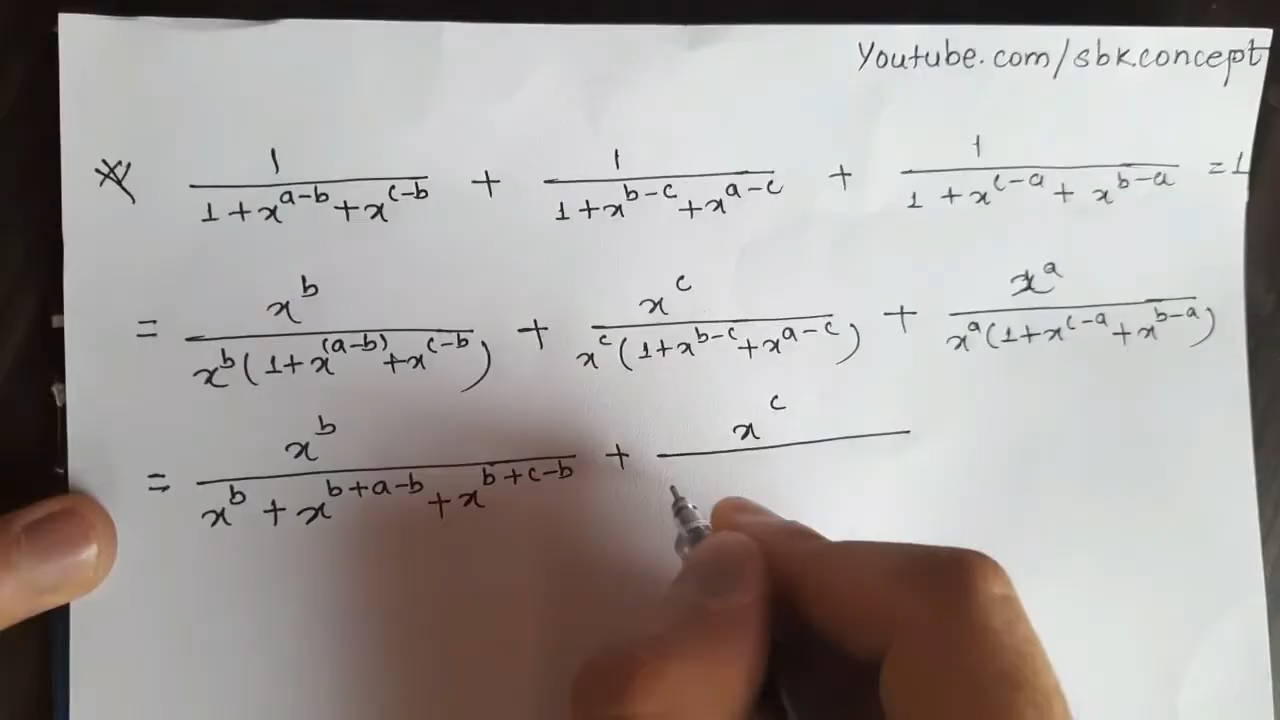 Youtube.com/sbkconcept
* 1/(1+x^(a-b)+x^(c-b)) + 1/(1+x^(b-c)+x^(a-c)) + 1/(1+x^(c-a)+x^(b-a)) =1
= x^b/(x^b(1+x^((a-b))+x^(c-b))) + x^c/(x^c(1+x^(b-c)+x^(a-c))) + x^a/(x^a(1+x^(c-a)+x^(b-a)))
= x^b/(x^b+x^(b+a-b)+x^(b+c-b)) + x^c